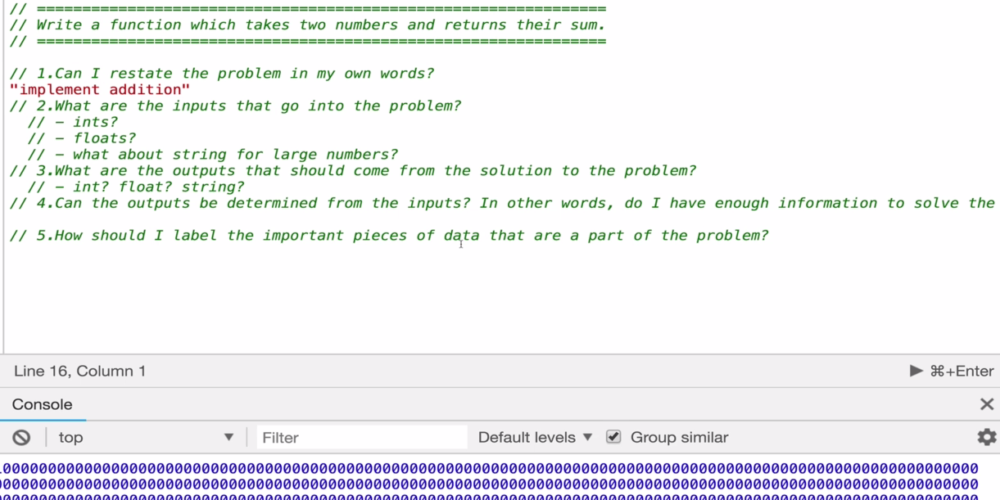 // ===============================================================
// Write a function which takes two numbers and returns their sum.
// ===============================================================
// 1.Can I restate the problem in my own words?
"implement addition"
// 2.What are the inputs that go into the problem?
// – ints?
// – floats?
// – what about string for large numbers?
// 3.What are the outputs that should come from the solution to the problem?
// – int? float? string?
// 4.Can the outputs be determined from the inputs? In other words, do I have enough information to solve the
// 5.How should I label the important pieces of data that are a part of the problem?
Line 16, Column 1 ▶ ⌘+Enter
Console
top ▼ Filter Default levels ▼ Group similar